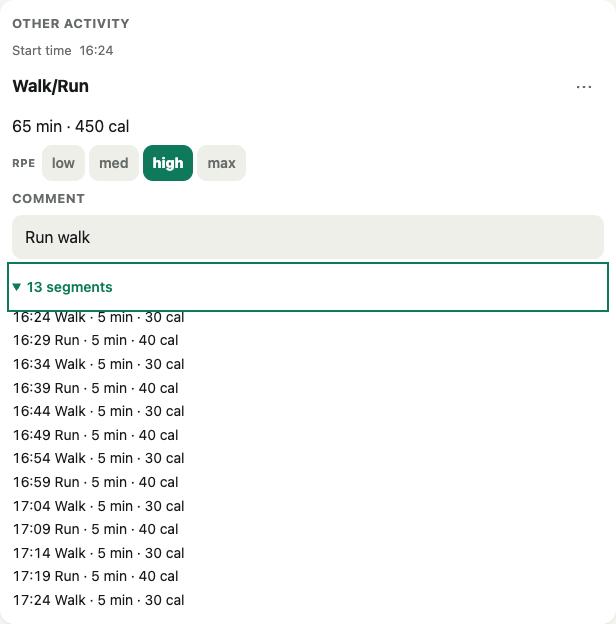 OTHER ACTIVITY
Start time 16:24
Walk/Run
65 min · 450 cal
RPE low med high max
COMMENT
Run walk
▼ 13 segments
16:24 Walk · 5 min · 30 cal
16:29 Run · 5 min · 40 cal
16:34 Walk · 5 min · 30 cal
16:39 Run · 5 min · 40 cal
16:44 Walk · 5 min · 30 cal
16:49 Run · 5 min · 40 cal
16:54 Walk · 5 min · 30 cal
16:59 Run · 5 min · 40 cal
17:04 Walk · 5 min · 30 cal
17:09 Run · 5 min · 40 cal
17:14 Walk · 5 min · 30 cal
17:19 Run · 5 min · 40 cal
17:24 Walk · 5 min · 30 cal